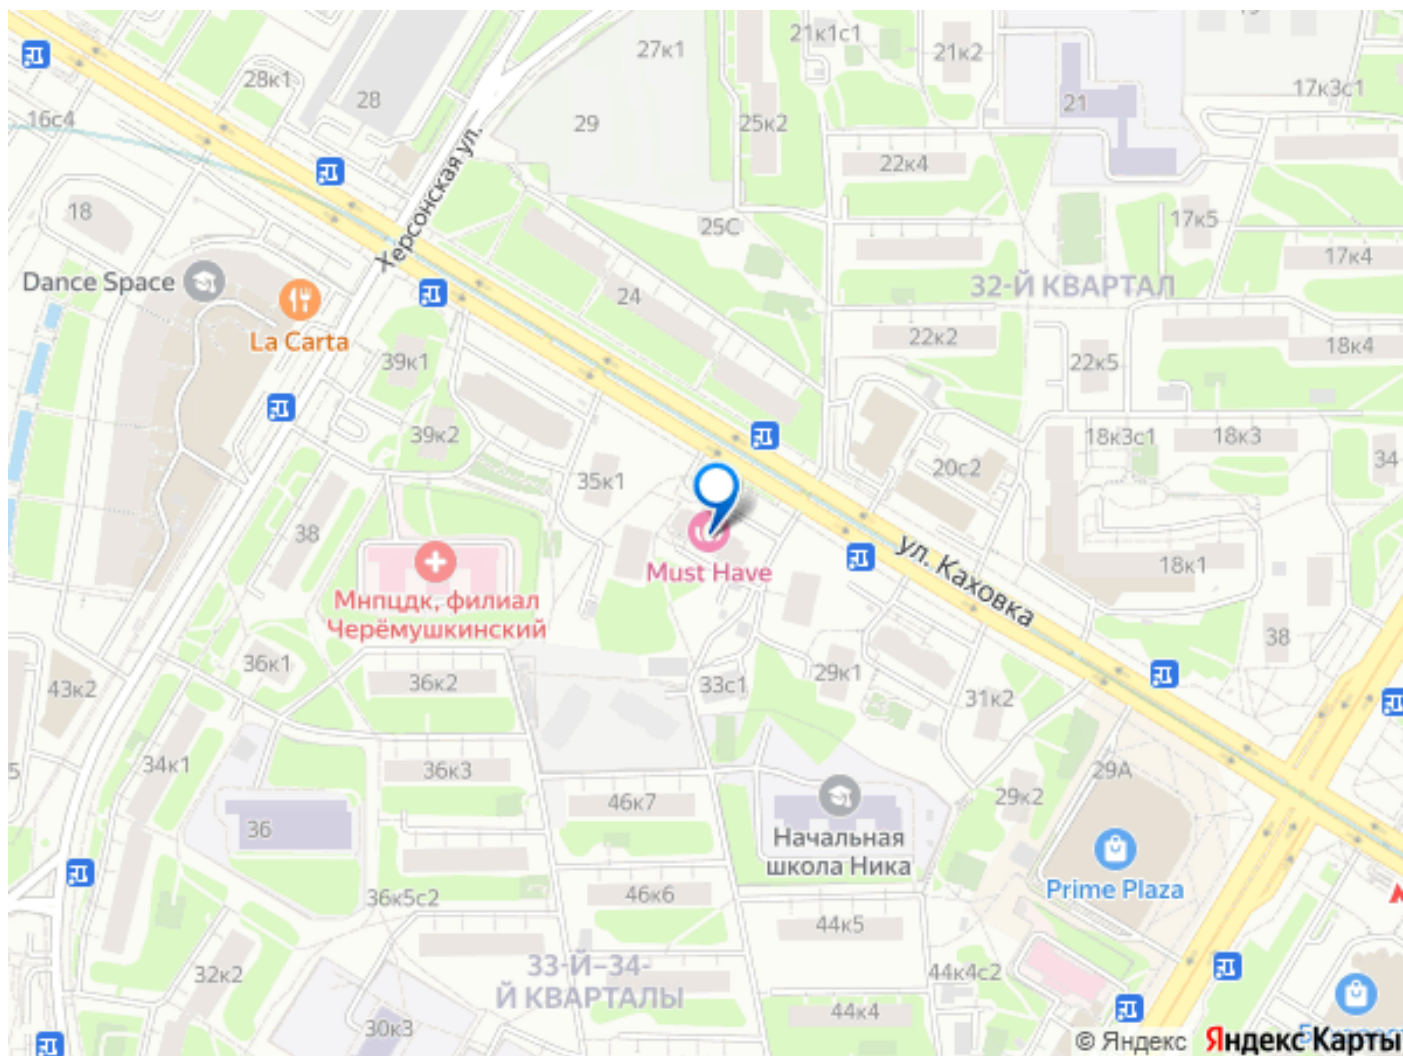 27к1
21к1с1
21к2
28к1
28
17к3с1
21
16с4
29
25к2
Херсонская ул.
22к4
18
25С
17к5
17к4
Dance Space
24
32-Й КВАРТАЛ
La Carta
22к2
18к4
39к1
22к5
39к2
18к3с1
18к3
35к1
20с2
34
38
ул. Каховка
Must Have
18к1
Мнпцдк, филиал
Черёмушкинский
38
36к1
36к2
33с1
29к1
43к2
31к2
34к1
36к3
29А
46к7
29к2
36
Начальная
школа Ника
Prime Plaza
36к5с2
46к6
44к5
32к2
33-Й–34-
Й КВАРТАЛЫ
44к4с2
30к3
44к4
© Яндекс
Яндекс Карты